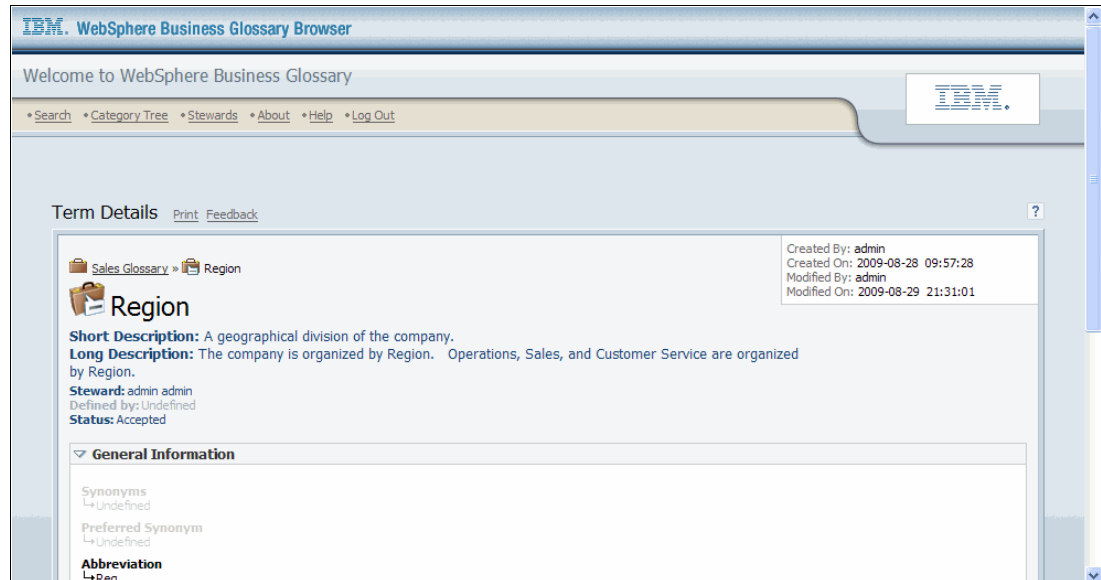 IBM. WebSphere Business Glossary Browser
Welcome to WebSphere Business Glossary
IBM.
Search Category Tree Stewards About Help Log Out
Term Details Print Feedback
?
Created By: admin
Created On: 2009-08-28 09:57:28
Modified By: admin
Modified On: 2009-08-29 21:31:01
Sales Glossary » Region
Region
Short Description: A geographical division of the company.
Long Description: The company is organized by Region. Operations, Sales, and Customer Service are organized
by Region.
Steward: admin admin
Defined by: Undefined
Status: Accepted
General Information
Synonyms
Undefined
Preferred Synonym
Undefined
Abbreviation
Reg